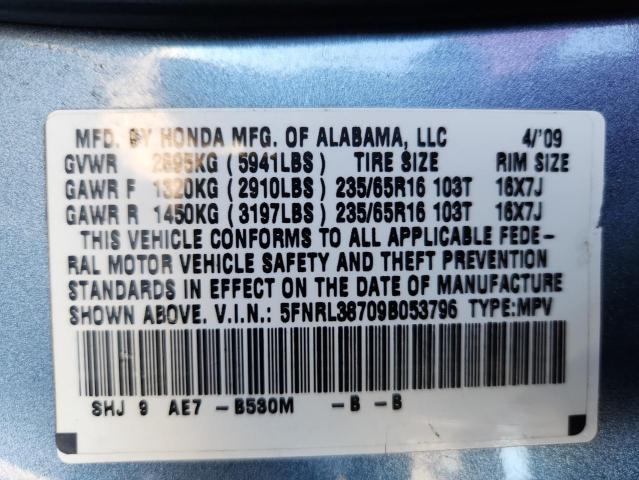 MFD. BY HONDA MFG. OF ALABAMA, LLC 4/'09
GVWR 2695KG (5941LBS) TIRE SIZE RIM SIZE
GAWR F 1320KG (2910LBS) 235/65R16 103T 16X7J
GAWR R 1450KG (3197LBS) 235/65R16 103T 16X7J
THIS VEHICLE CONFORMS TO ALL APPLICABLE FEDE-
RAL MOTOR VEHICLE SAFETY AND THEFT PREVENTION
STANDARDS IN EFFECT ON THE DATE OF MANUFACTURE
SHOWN ABOVE. V.I.N.: 5FNRL38709B053796 TYPE:MPV
SHJ 9 AE7 -B530M -B -B